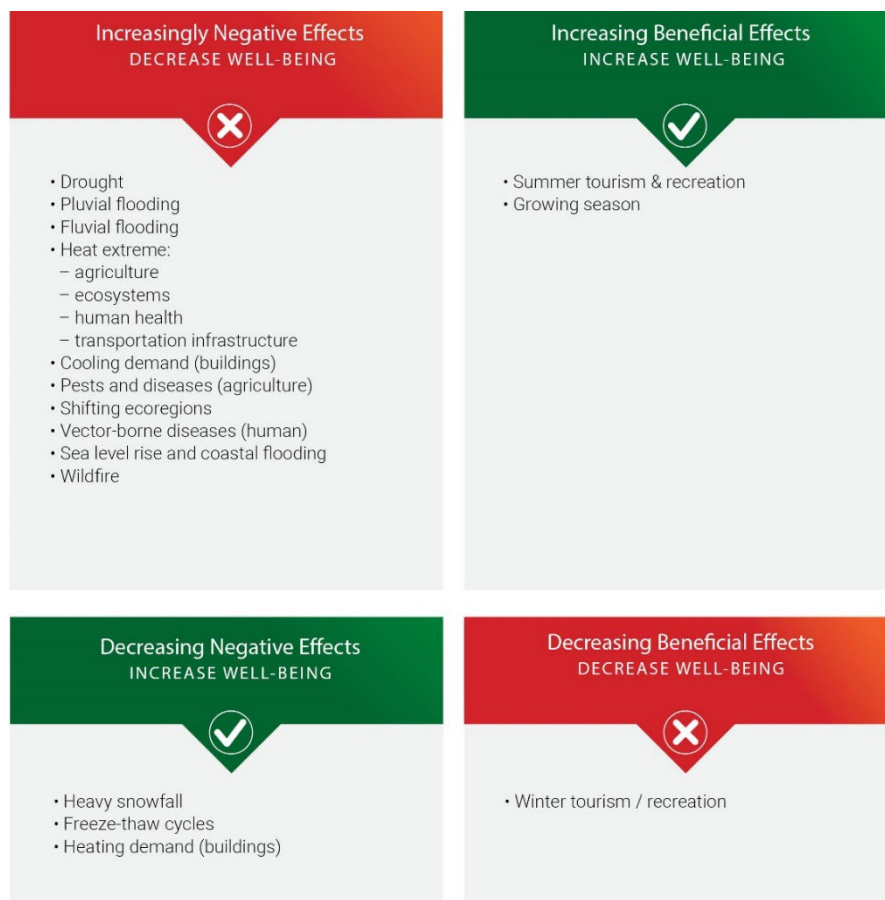 Increasingly Negative Effects
DECREASE WELL-BEING
• Drought
• Pluvial flooding
• Fluvial flooding
• Heat extreme:
– agriculture
– ecosystems
– human health
– transportation infrastructure
• Cooling demand (buildings)
• Pests and diseases (agriculture)
• Shifting ecoregions
• Vector-borne diseases (human)
• Sea level rise and coastal flooding
• Wildfire
Increasing Beneficial Effects
INCREASE WELL-BEING
• Summer tourism & recreation
• Growing season
Decreasing Negative Effects
INCREASE WELL-BEING
• Heavy snowfall
• Freeze-thaw cycles
• Heating demand (buildings)
Decreasing Beneficial Effects
DECREASE WELL-BEING
• Winter tourism / recreation